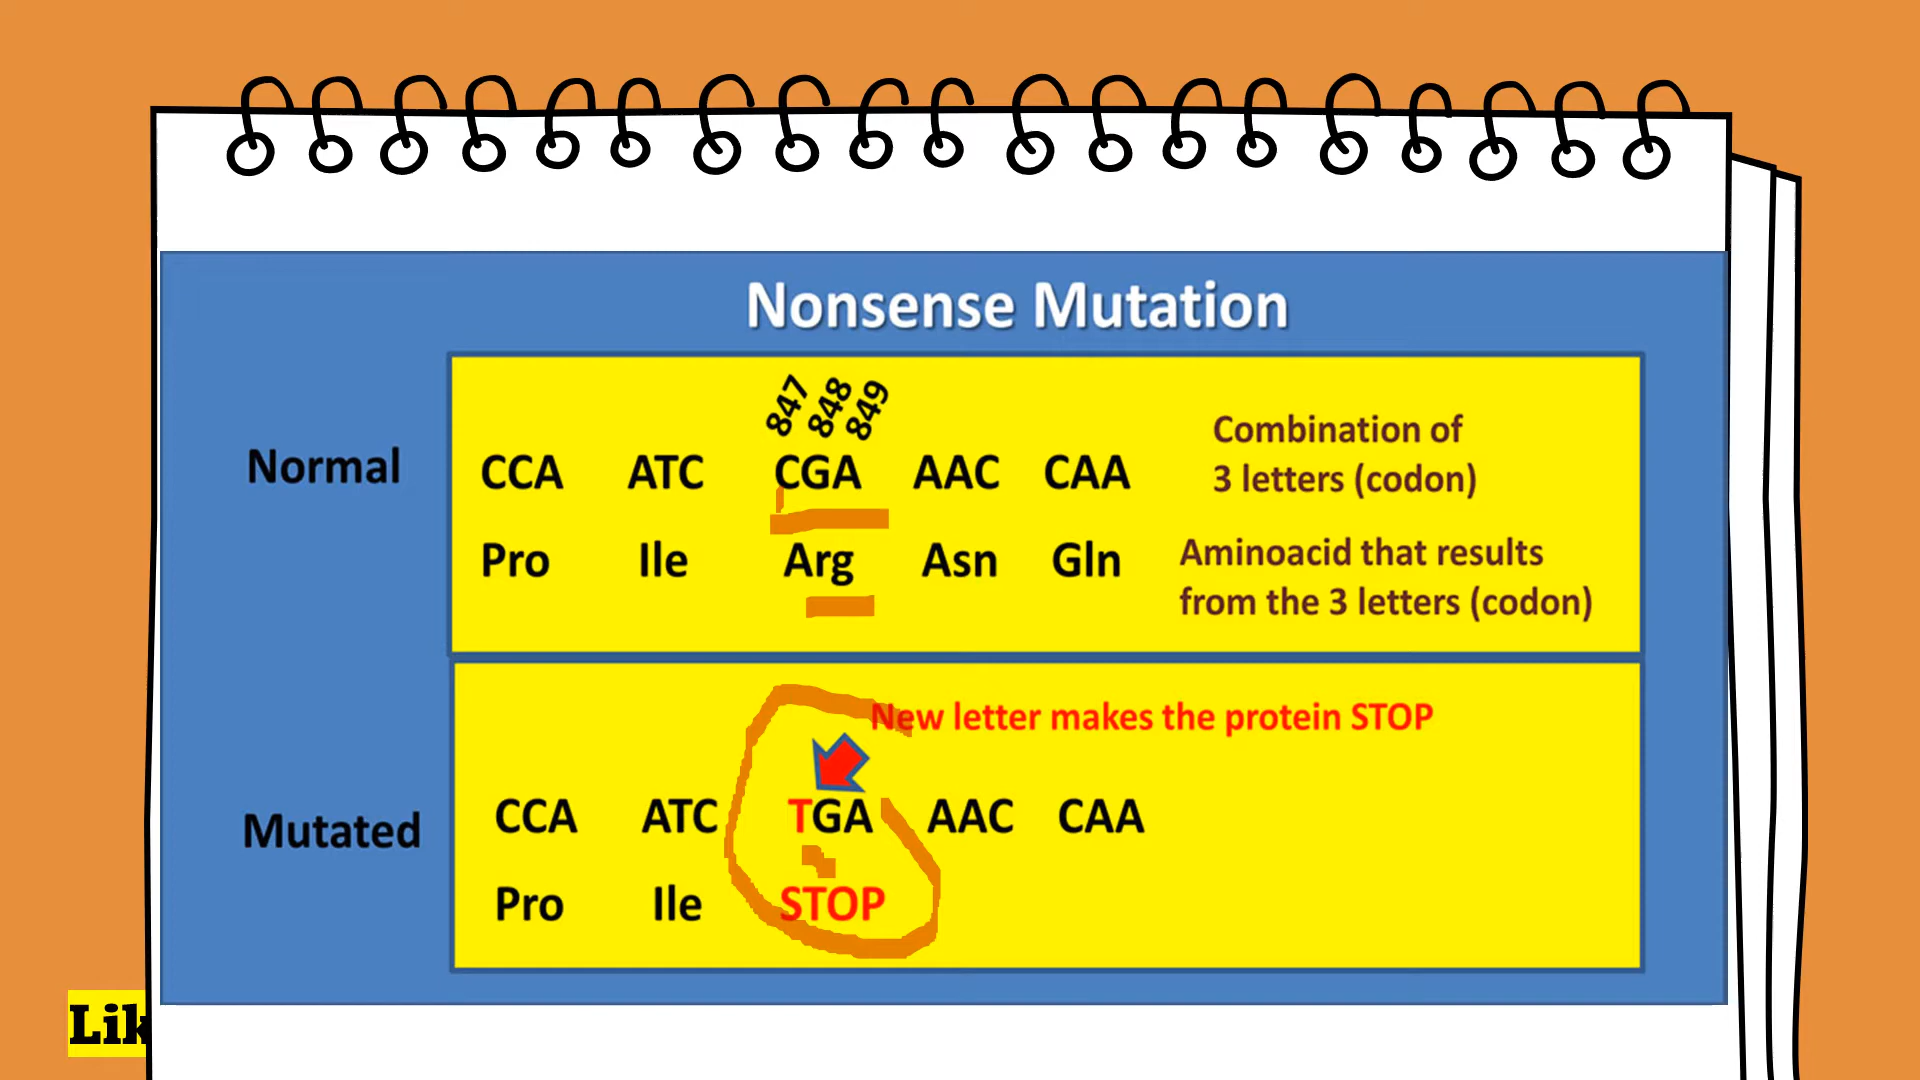 Nonsense Mutation
847 848 849
Normal
CCA ATC CGA AAC CAA
Combination of
3 letters (codon)
Pro Ile Arg Asn Gln
Aminoacid that results
from the 3 letters (codon)
New letter makes the protein STOP
Mutated
CCA ATC TGA AAC CAA
Pro Ile STOP
Lik